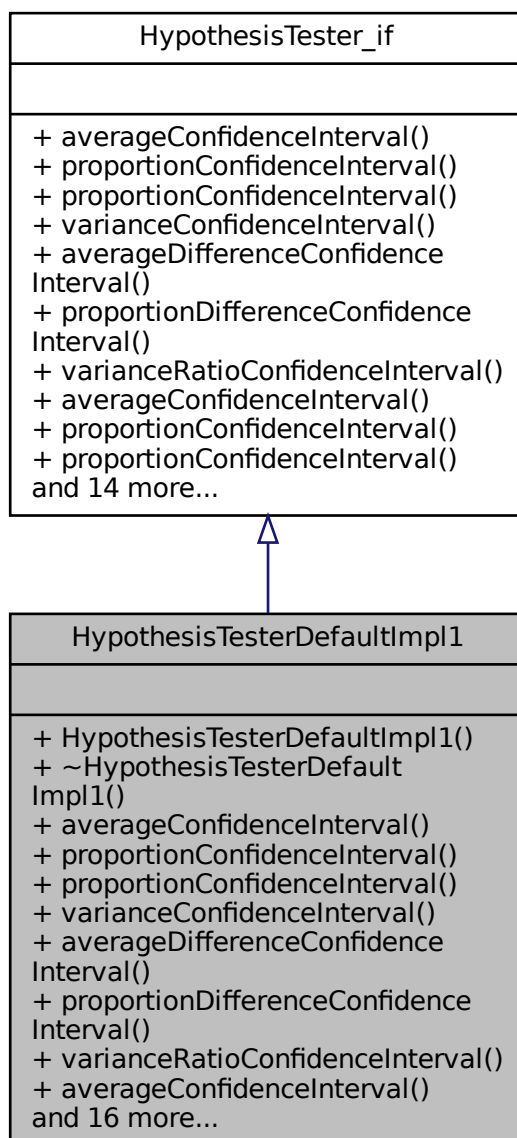 HypothesisTester_if
+ averageConfidenceInterval()
+ proportionConfidenceInterval()
+ proportionConfidenceInterval()
+ varianceConfidenceInterval()
+ averageDifferenceConfidence
Interval()
+ proportionDifferenceConfidence
Interval()
+ varianceRatioConfidenceInterval()
+ averageConfidenceInterval()
+ proportionConfidenceInterval()
+ proportionConfidenceInterval()
and 14 more...
HypothesisTesterDefaultImpl1
+ HypothesisTesterDefaultImpl1()
+ ~HypothesisTesterDefault
Impl1()
+ averageConfidenceInterval()
+ proportionConfidenceInterval()
+ proportionConfidenceInterval()
+ varianceConfidenceInterval()
+ averageDifferenceConfidence
Interval()
+ proportionDifferenceConfidence
Interval()
+ varianceRatioConfidenceInterval()
+ averageConfidenceInterval()
and 16 more...